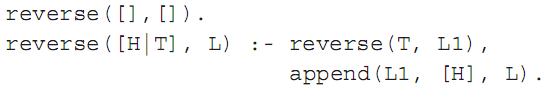 reverse([],[]).
reverse([H|T], L) :- reverse(T, L1),
append(L1, [H], L).